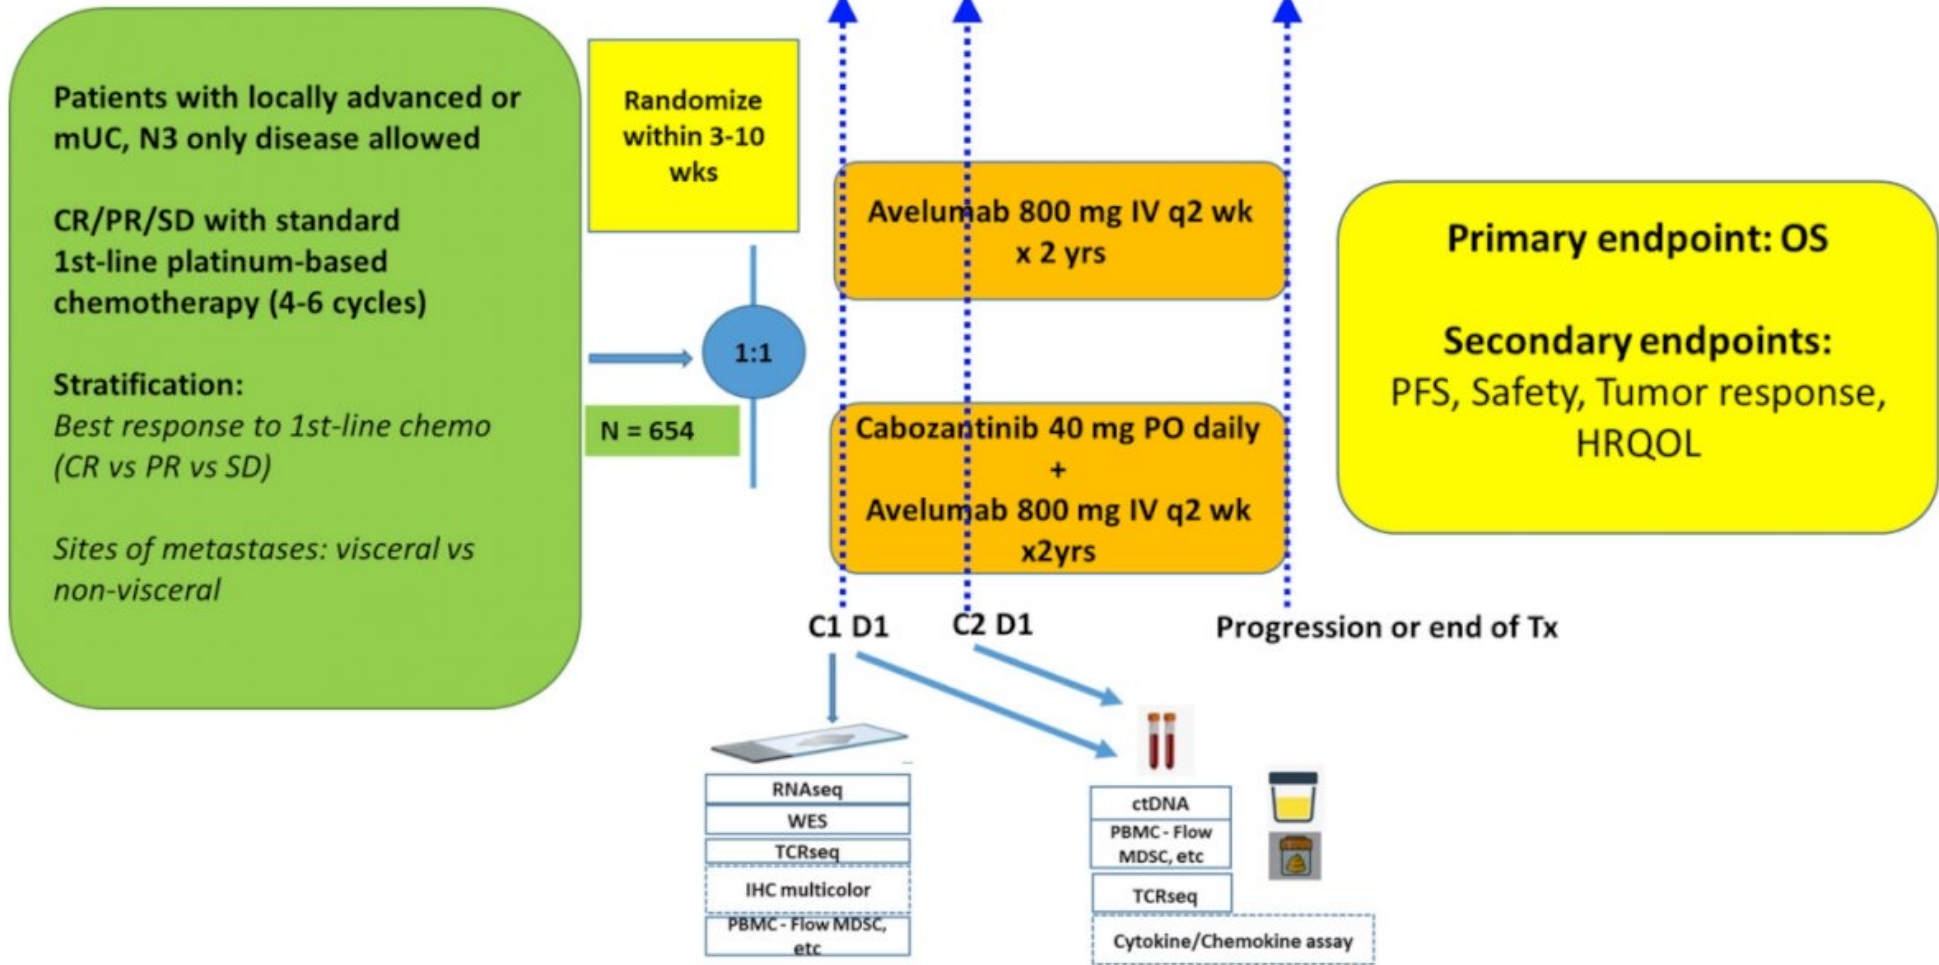 Patients with locally advanced or
mUC, N3 only disease allowed
CR/PR/SD with standard
1st-line platinum-based
chemotherapy (4-6 cycles)
Stratification:
Best response to 1st-line chemo
(CR vs PR vs SD)
Sites of metastases: visceral vs
non-visceral
Randomize
within 3-10
wks
1:1
N = 654
Avelumab 800 mg IV q2 wk
x 2 yrs
Cabozantinib 40 mg PO daily
+
Avelumab 800 mg IV q2 wk
x2yrs
Primary endpoint: OS
Secondary endpoints:
PFS, Safety, Tumor response,
HRQOL
C1 D1
C2 D1
Progression or end of Tx
RNAseq
WES
TCRseq
IHC multicolor
PBMC - Flow MDSC,
etc
ctDNA
PBMC - Flow
MDSC, etc
TCRseq
Cytokine/Chemokine assay